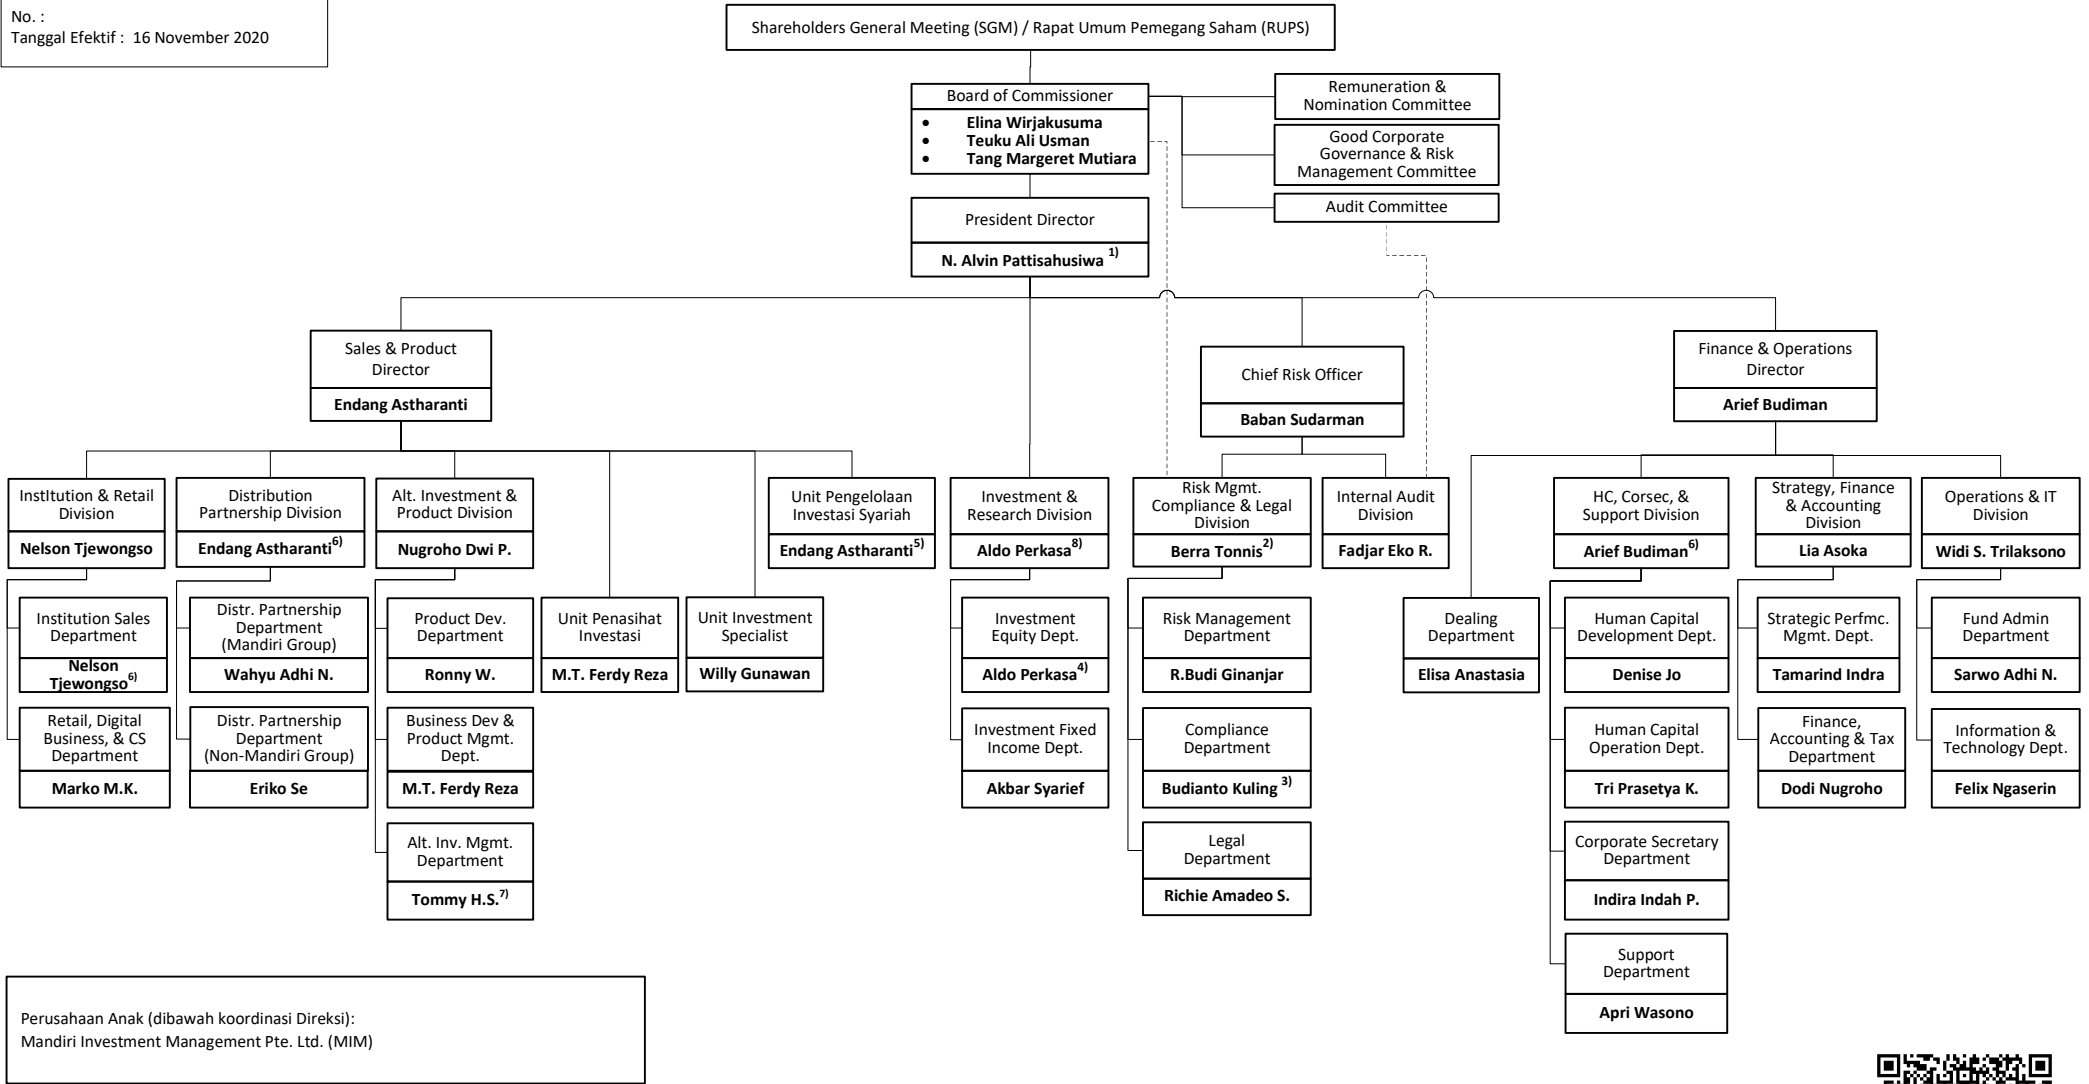 No. :
Tanggal Efektif : 16 November 2020
Shareholders General Meeting (SGM) / Rapat Umum Pemegang Saham (RUPS)
Board of Commissioner
• Elina Wirjakusuma
• Teuku Ali Usman
• Tang Margeret Mutiara
Remuneration &
Nomination Committee
Good Corporate
Governance & Risk
Management Committee
Audit Committee
President Director
N. Alvin Pattisahusiwa 1)
Sales & Product
Director
Endang Astharanti
Chief Risk Officer
Baban Sudarman
Finance & Operations
Director
Arief Budiman
InstItution & Retail
Division
Nelson Tjewongso
Distribution
Partnership Division
Endang Astharanti6)
Alt. Investment &
Product Division
Nugroho Dwi P.
Unit Pengelolaan
Investasi Syariah
Endang Astharanti5)
Investment &
Research Division
Aldo Perkasa8)
Risk Mgmt.
Compliance & Legal
Division
Berra Tonnis2)
Internal Audit
Division
Fadjar Eko R.
HC, Corsec, &
Support Division
Arief Budiman6)
Strategy, Finance
& Accounting
Division
Lia Asoka
Operations & IT
Division
Widi S. Trilaksono
Institution Sales
Department
Nelson
Tjewongso6)
Distr. Partnership
Department
(Mandiri Group)
Wahyu Adhi N.
Product Dev.
Department
Ronny W.
Unit Penasihat
Investasi
M.T. Ferdy Reza
Unit Investment
Specialist
Willy Gunawan
Investment
Equity Dept.
Aldo Perkasa4)
Risk Management
Department
R.Budi Ginanjar
Dealing
Department
Elisa Anastasia
Human Capital
Development Dept.
Denise Jo
Strategic Perfmc.
Mgmt. Dept.
Tamarind Indra
Fund Admin
Department
Sarwo Adhi N.
Retail, Digital
Business, & CS
Department
Marko M.K.
Distr. Partnership
Department
(Non-Mandiri Group)
Eriko Se
Business Dev &
Product Mgmt.
Dept.
M.T. Ferdy Reza
Investment Fixed
Income Dept.
Akbar Syarief
Compliance
Department
Budianto Kuling 3)
Human Capital
Operation Dept.
Tri Prasetya K.
Finance,
Accounting & Tax
Department
Dodi Nugroho
Information &
Technology Dept.
Felix Ngaserin
Alt. Inv. Mgmt.
Department
Tommy H.S.7)
Legal
Department
Richie Amadeo S.
Corporate Secretary
Department
Indira Indah P.
Support
Department
Apri Wasono
Perusahaan Anak (dibawah koordinasi Direksi):
Mandiri Investment Management Pte. Ltd. (MIM)